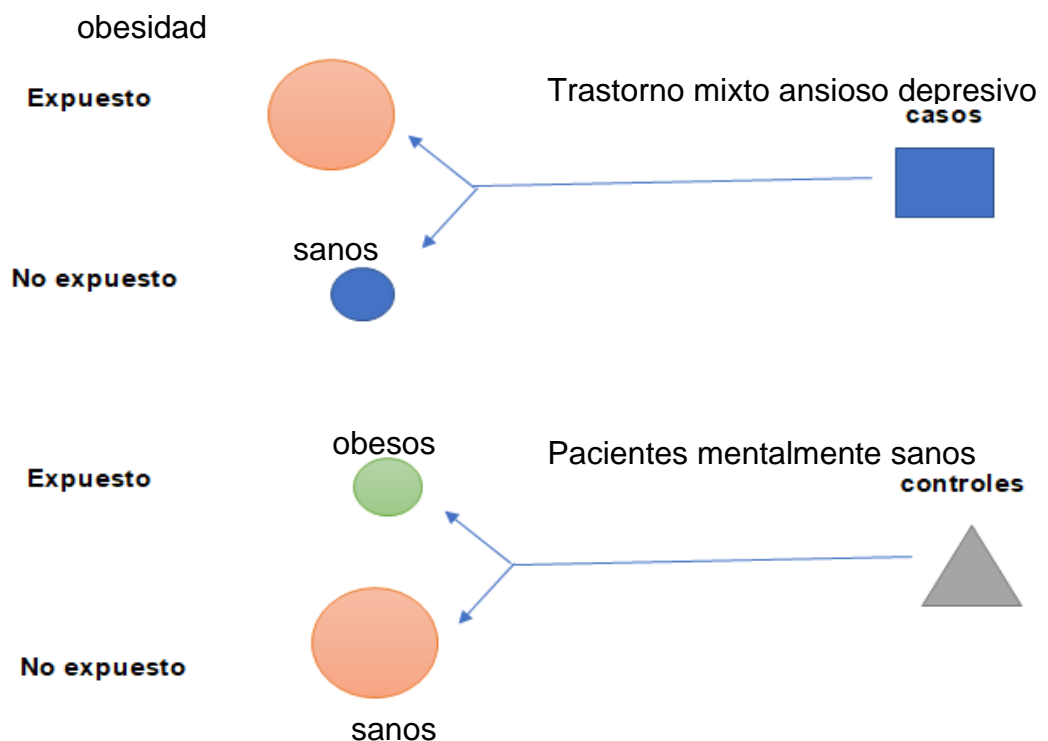 obesidad
Expuesto
Trastorno mixto ansioso depresivo
casos
sanos
No expuesto
obesos
Expuesto
Pacientes mentalmente sanos
controles
No expuesto
sanos